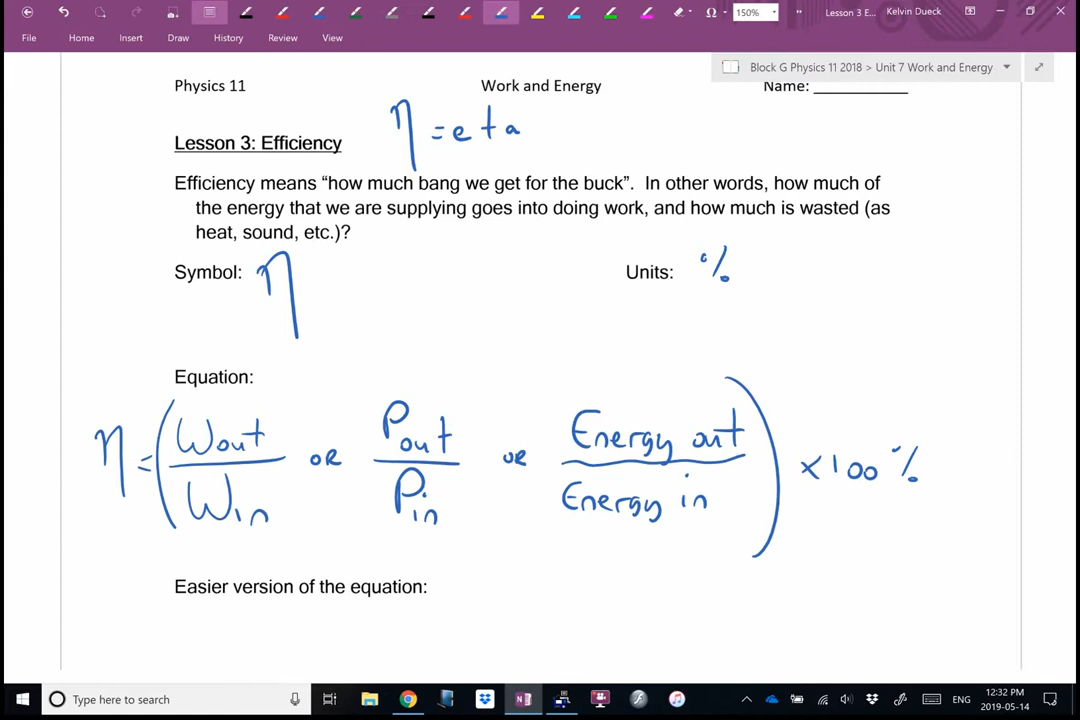 150%
Lesson 3 E...
Kelvin Dueck
File
Home
Insert
Draw
History
Review
View
Block G Physics 11 2018 > Unit 7 Work and Energy
Physics 11
Work and Energy
Name: __________
η = eta
Lesson 3: Efficiency
Efficiency means “how much bang we get for the buck”. In other words, how much of
the energy that we are supplying goes into doing work, and how much is wasted (as
heat, sound, etc.)?
Symbol: η
Units: %
Equation:
η = (Wout/Win OR Pout/Pin OR Energy out/Energy in) ×100%
Easier version of the equation:
Type here to search
ENG
12:32 PM
2019-05-14